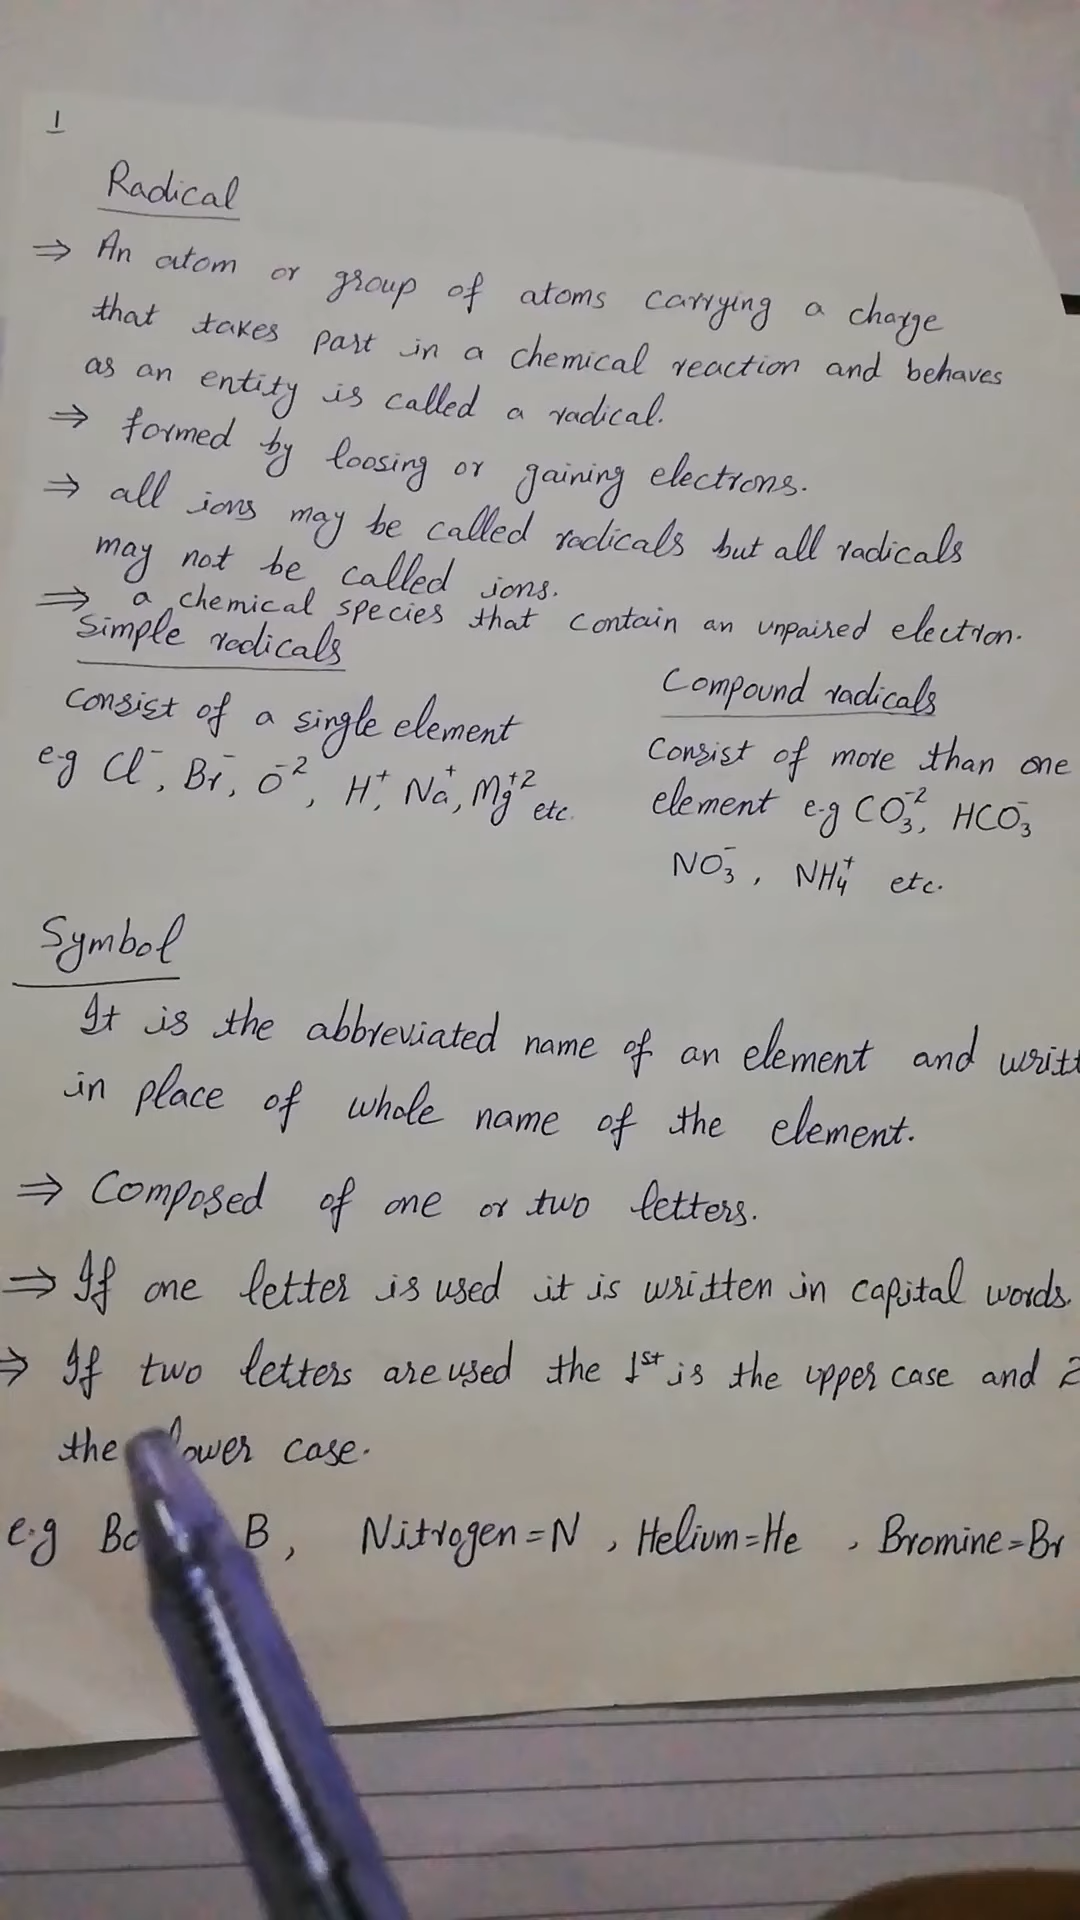 1
Radical
⇒ An atom or group of atoms carrying a charge
that takes part in a chemical reaction and behaves
as an entity is called a radical.
⇒ formed by loosing or gaining electrons.
⇒ all ions may be called radicals but all radicals
may not be called ions.
⇒ a chemical species that contain an unpaired electron.
Simple radicals
Consist of a single element
e.g Cl⁻, Br⁻, O⁻², H⁺, Na⁺, Mg⁺² etc.
Compound radicals
Consist of more than one
element e.g CO₃⁻², HCO₃⁻
NO₃⁻, NH₄⁺ etc.
Symbol
It is the abbreviated name of an element and writt
in place of whole name of the element.
⇒ Composed of one or two letters.
⇒ If one letter is used it is written in capital words.
⇒ If two letters are used the 1st is the upper case and 2
the lower case.
e.g Bo B, Nitrogen=N, Helium=He, Bromine=Br